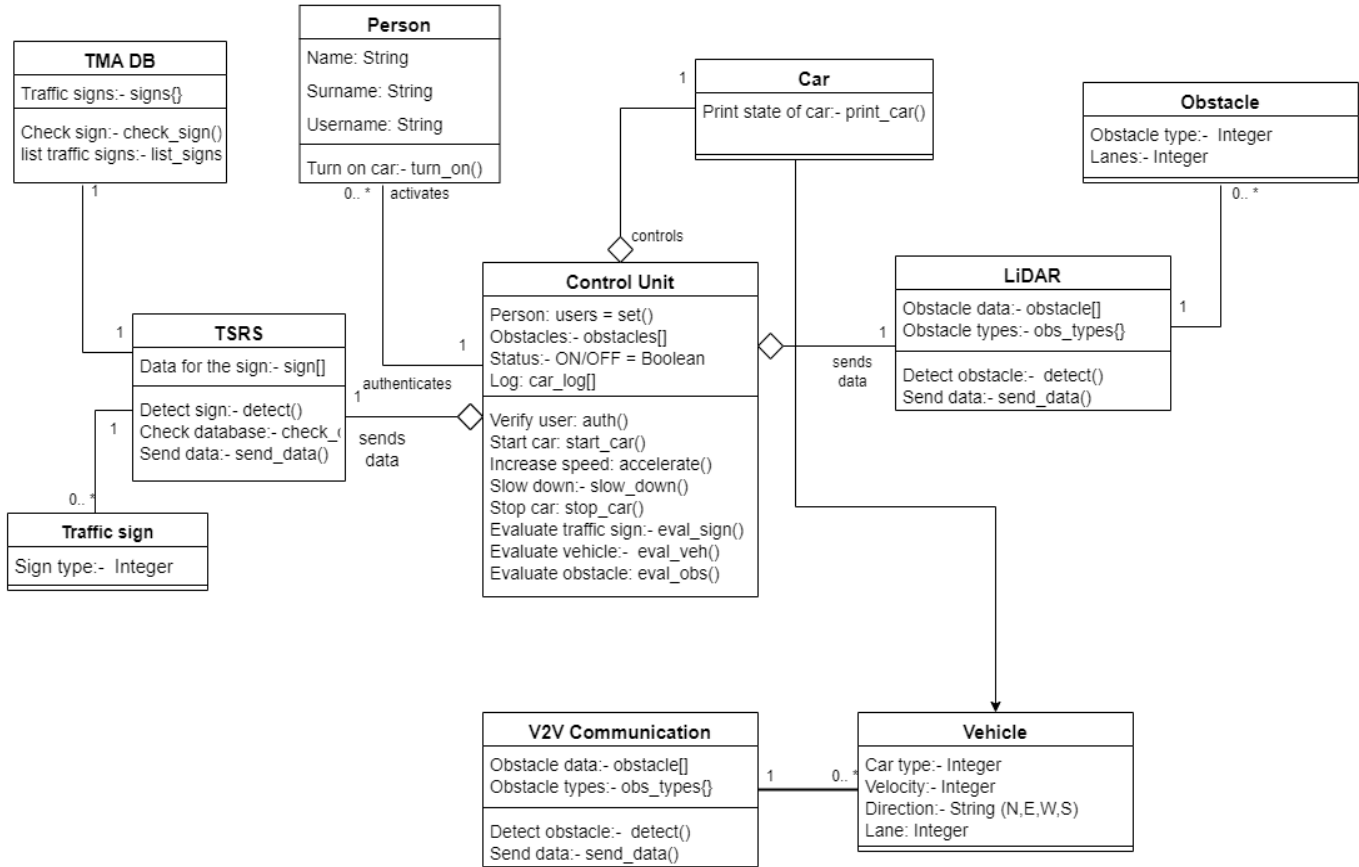 Person
Name: String
Surname: String
Username: String
Turn on car:- turn_on()
TMA DB
Traffic signs:- signs{}
Check sign:- check_sign()
list traffic signs:- list_signs
Car
Print state of car:- print_car()
Obstacle
Obstacle type:-  Integer
Lanes:- Integer
1
1
0.. *
activates
0.. *
controls
Control Unit
Person: users = set()
Obstacles:- obstacles[]
Status:- ON/OFF = Boolean
Log: car_log[]
Verify user: auth()
Start car: start_car()
Increase speed: accelerate()
Slow down:- slow_down()
Stop car: stop_car()
Evaluate traffic sign:- eval_sign()
Evaluate vehicle:-  eval_veh()
Evaluate obstacle: eval_obs()
LiDAR
Obstacle data:- obstacle[]
Obstacle types:- obs_types{}
Detect obstacle:-  detect()
Send data:- send_data()
1
1
sends
data
1
TSRS
Data for the sign:- sign[]
Detect sign:- detect()
Check database:- check_
Send data:- send_data()
1
authenticates
1
sends
data
1
0.. *
Traffic sign
Sign type:-  Integer
V2V Communication
Obstacle data:- obstacle[]
Obstacle types:- obs_types{}
Detect obstacle:-  detect()
Send data:- send_data()
1
0.. *
Vehicle
Car type:- Integer
Velocity:- Integer
Direction:- String (N,E,W,S)
Lane: Integer